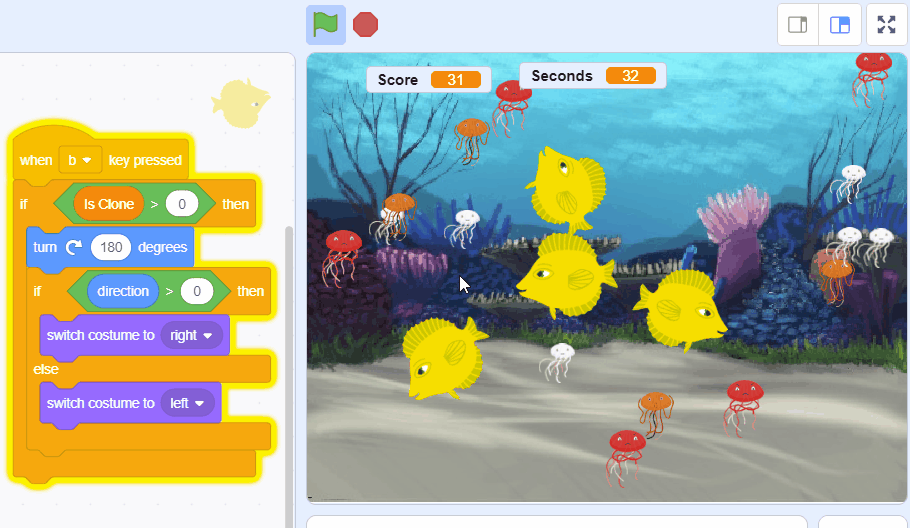 Score 31
Seconds 32
when b key pressed
if Is Clone > 0 then
turn 180 degrees
if direction > 0 then
switch costume to right
else
switch costume to left